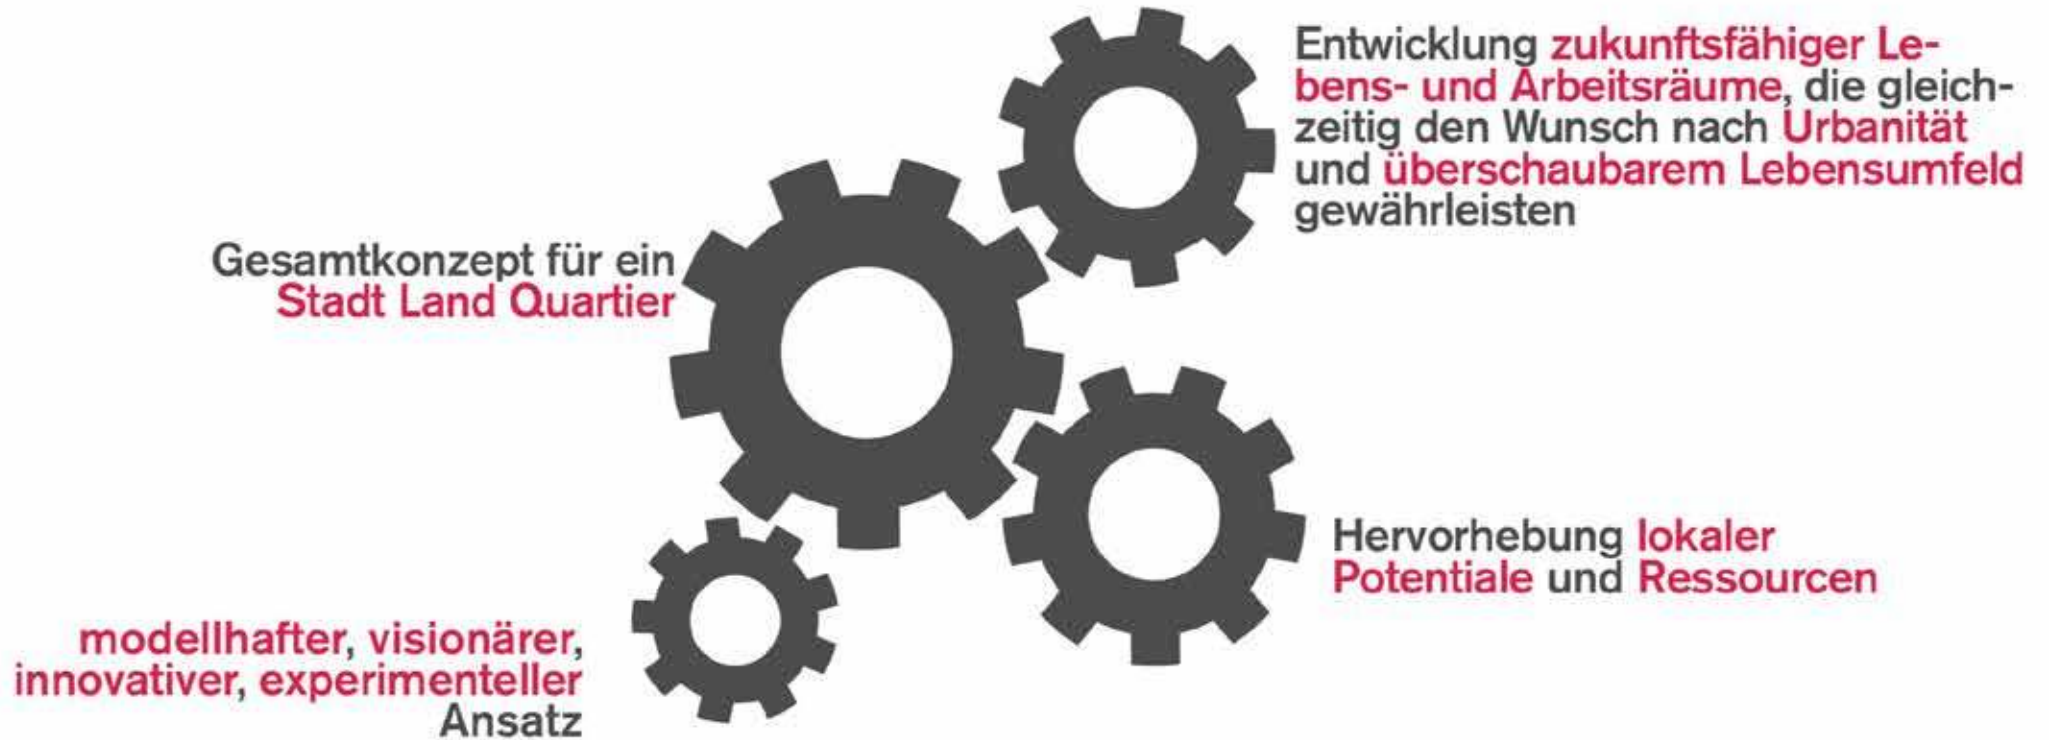 Entwicklung zukunftsfähiger Le-
bens- und Arbeitsräume, die gleich-
zeitig den Wunsch nach Urbanität
und überschaubarem Lebensumfeld
gewährleisten
Gesamtkonzept für ein
Stadt Land Quartier
Hervorhebung lokaler
Potentiale und Ressourcen
modellhafter, visionärer,
innovativer, experimenteller
Ansatz